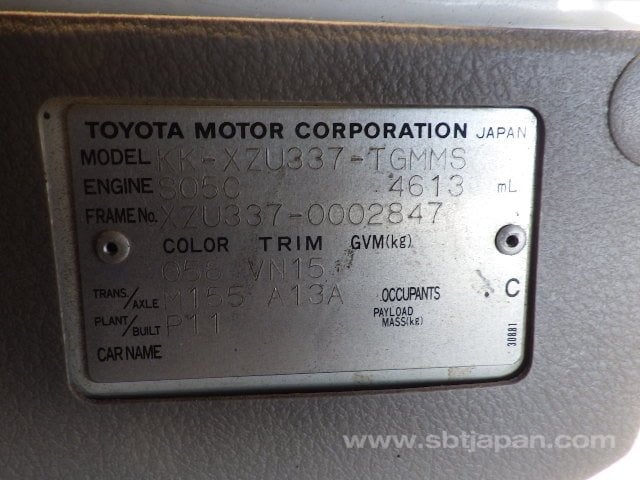 TOYOTA MOTOR CORPORATION JAPAN
MODEL KK-XZU337-TGMMS
ENGINE S05C 4613 mL
FRAME No. XZU337-0002847
COLOR TRIM GVM(kg)
658 VN15
TRANS./AXLE M155 A13A OCCUPANTS C
PLANT/BUILT P11 PAYLOAD MASS(kg)
CAR NAME
30881
www.sbtjapan.com